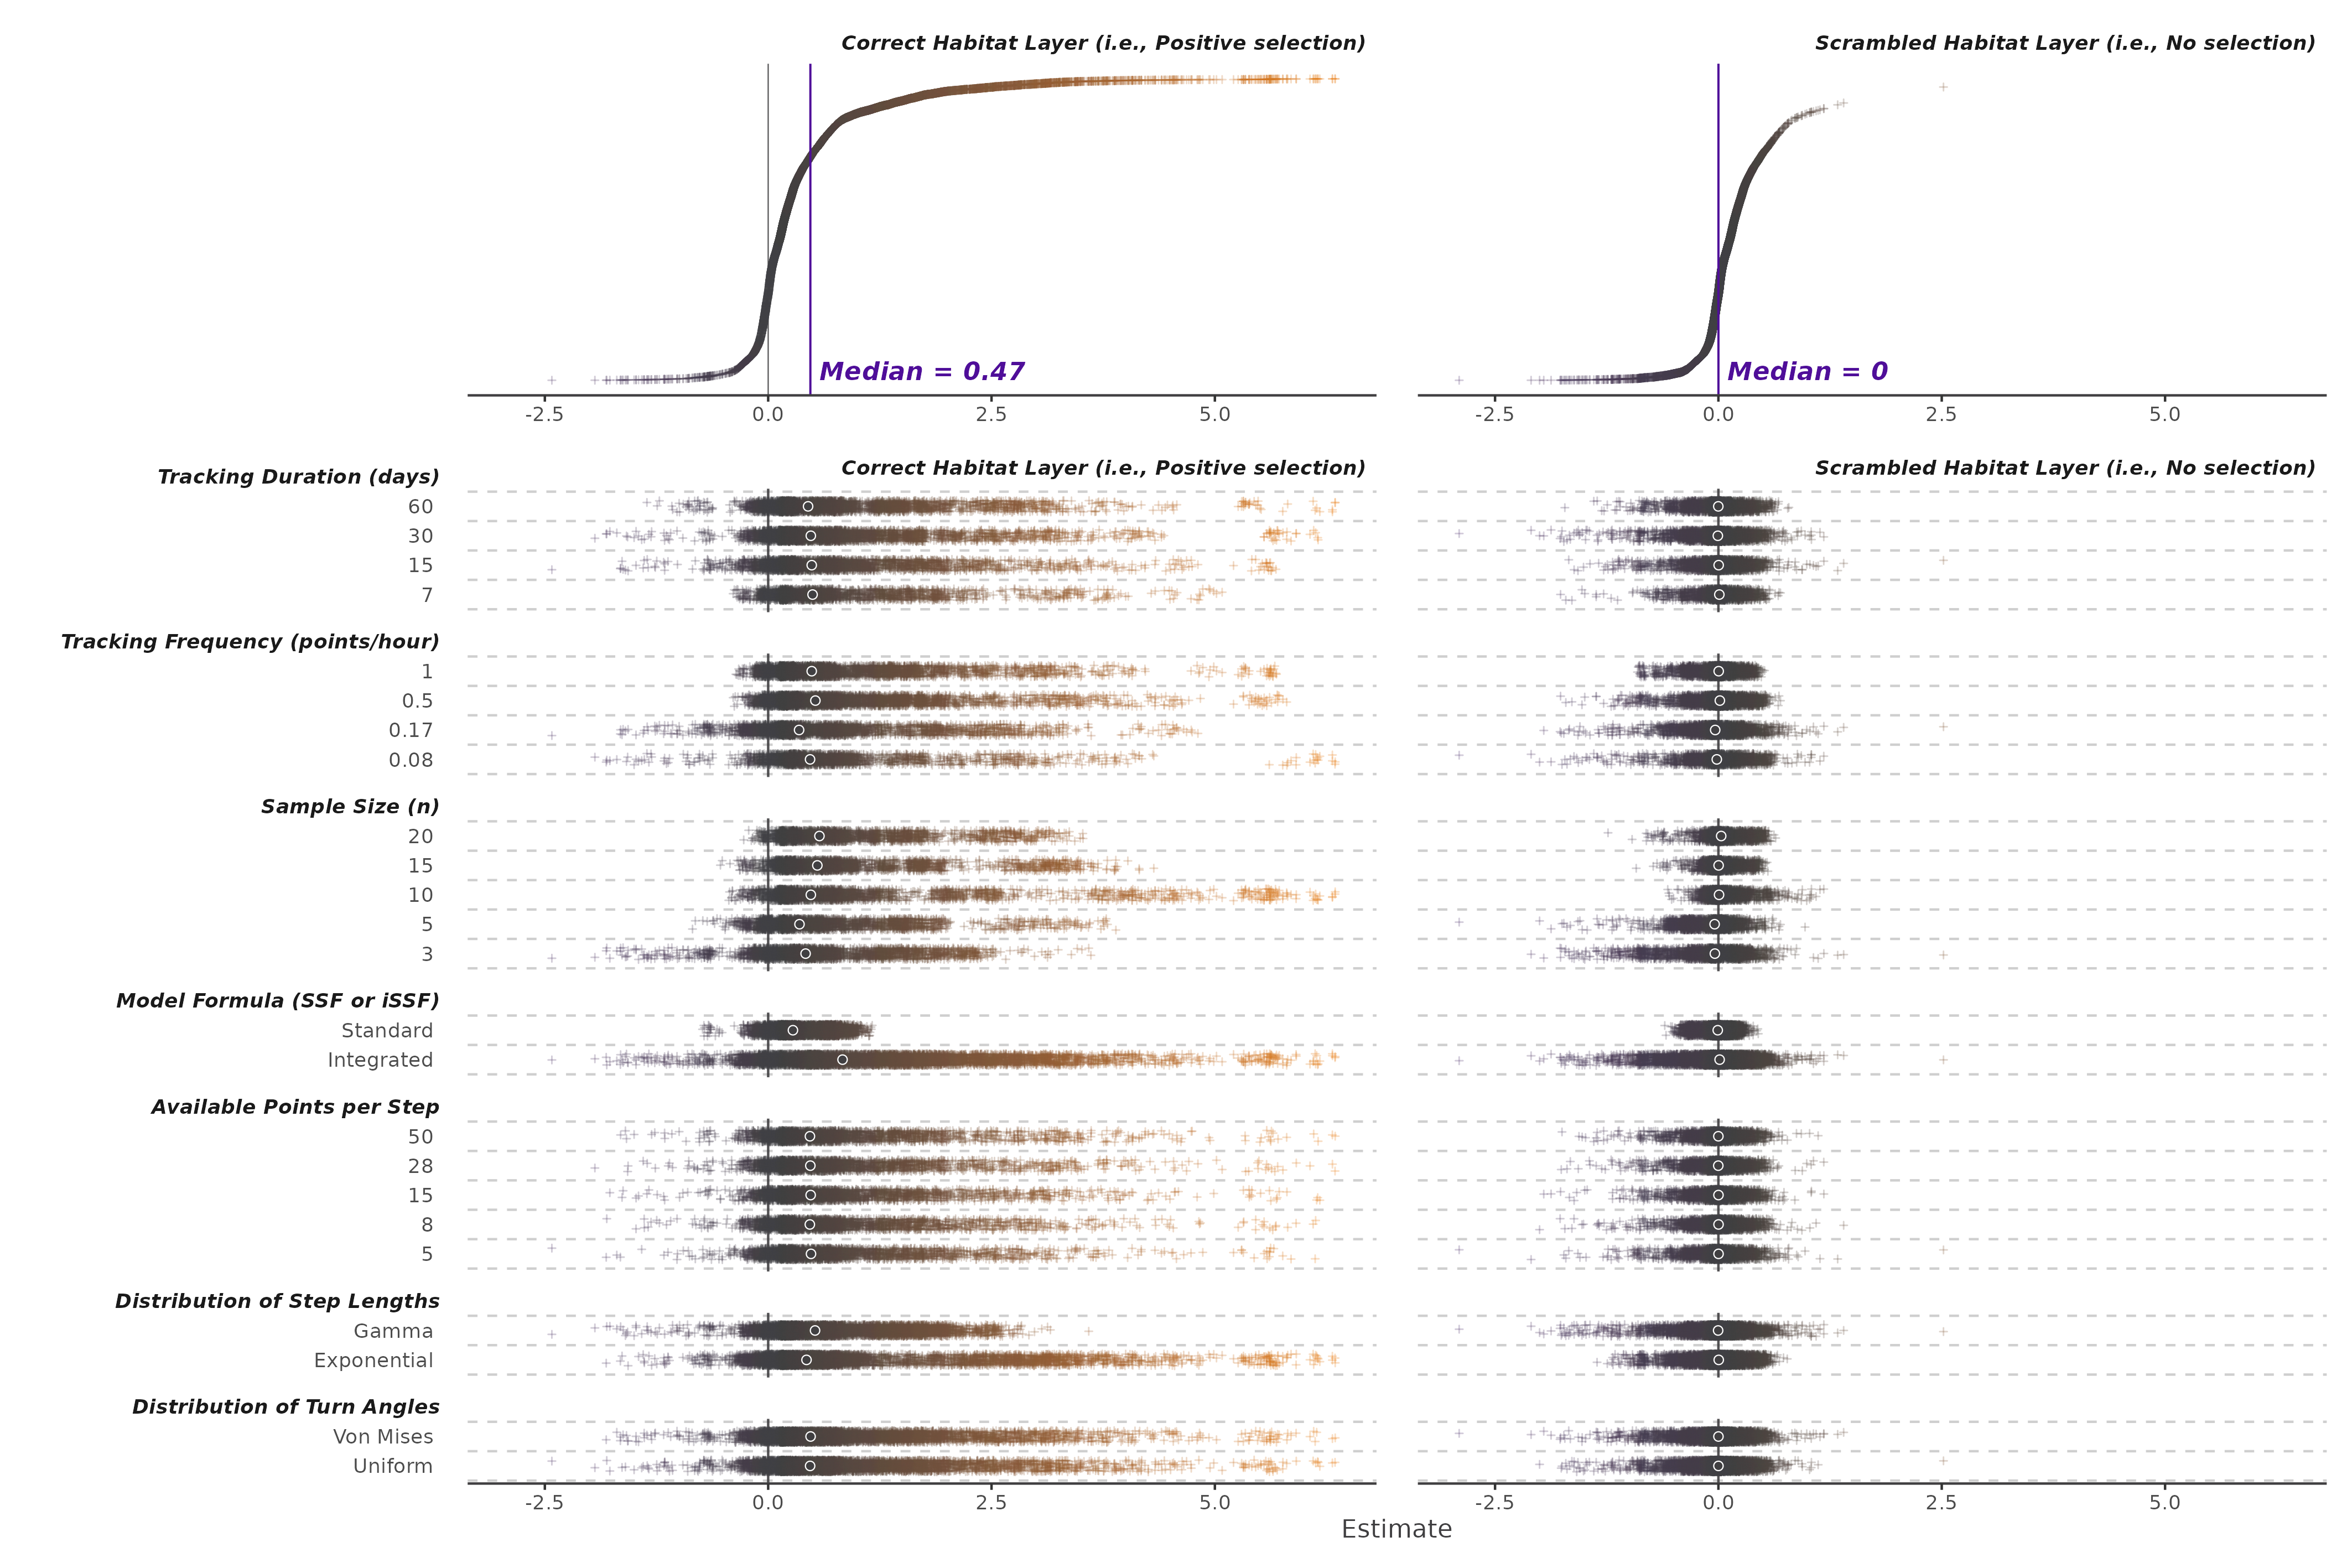 Correct Habitat Layer (i.e., Positive selection)
Scrambled Habitat Layer (i.e., No selection)
Median = 0.47
Median = 0
-2.5 0.0 2.5 5.0
-2.5 0.0 2.5 5.0
Correct Habitat Layer (i.e., Positive selection)
Scrambled Habitat Layer (i.e., No selection)
Tracking Duration (days)
60
30
15
7
Tracking Frequency (points/hour)
1
0.5
0.17
0.08
Sample Size (n)
20
15
10
5
3
Model Formula (SSF or iSSF)
Standard
Integrated
Available Points per Step
50
28
15
8
5
Distribution of Step Lengths
Gamma
Exponential
Distribution of Turn Angles
Von Mises
Uniform
-2.5 0.0 2.5 5.0
-2.5 0.0 2.5 5.0
Estimate